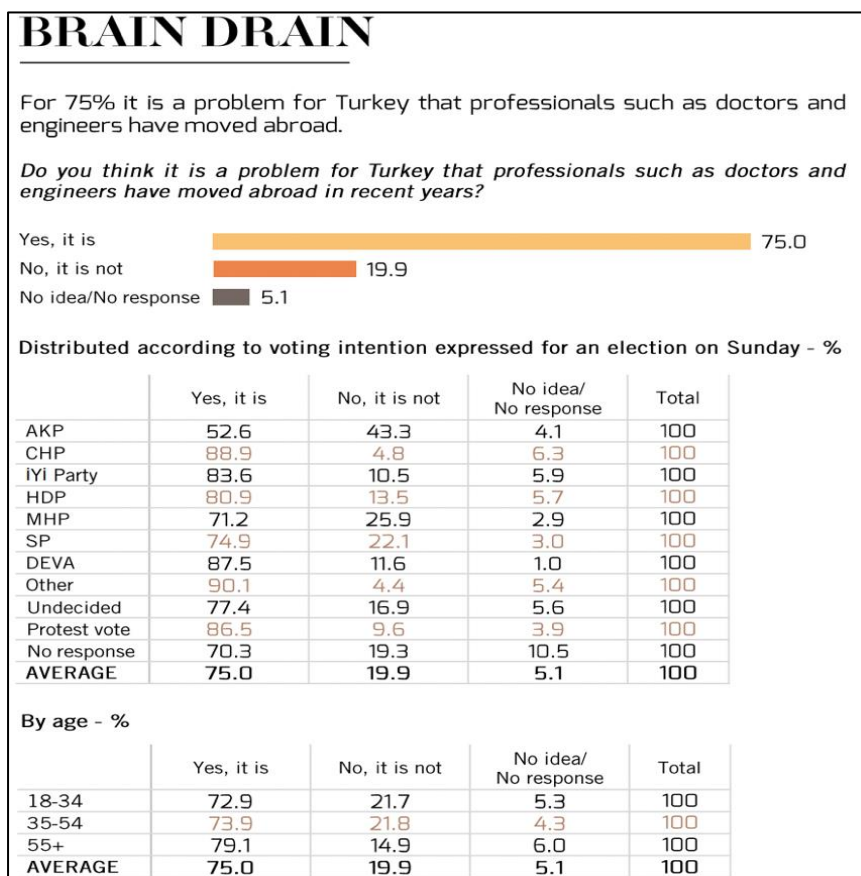 BRAIN DRAIN
For 75% it is a problem for Turkey that professionals such as doctors and
engineers have moved abroad.
Do you think it is a problem for Turkey that professionals such as doctors and
engineers have moved abroad in recent years?
Yes, it is 75.0
No, it is not 19.9
No idea/No response 5.1
Distributed according to voting intention expressed for an election on Sunday - %
Yes, it is No, it is not No idea/ No response Total
AKP 52.6 43.3 4.1 100
CHP 88.9 4.8 6.3 100
İYİ Party 83.6 10.5 5.9 100
HDP 80.9 13.5 5.7 100
MHP 71.2 25.9 2.9 100
SP 74.9 22.1 3.0 100
DEVA 87.5 11.6 1.0 100
Other 90.1 4.4 5.4 100
Undecided 77.4 16.9 5.6 100
Protest vote 86.5 9.6 3.9 100
No response 70.3 19.3 10.5 100
AVERAGE 75.0 19.9 5.1 100
By age - %
Yes, it is No, it is not No idea/ No response Total
18-34 72.9 21.7 5.3 100
35-54 73.9 21.8 4.3 100
55+ 79.1 14.9 6.0 100
AVERAGE 75.0 19.9 5.1 100